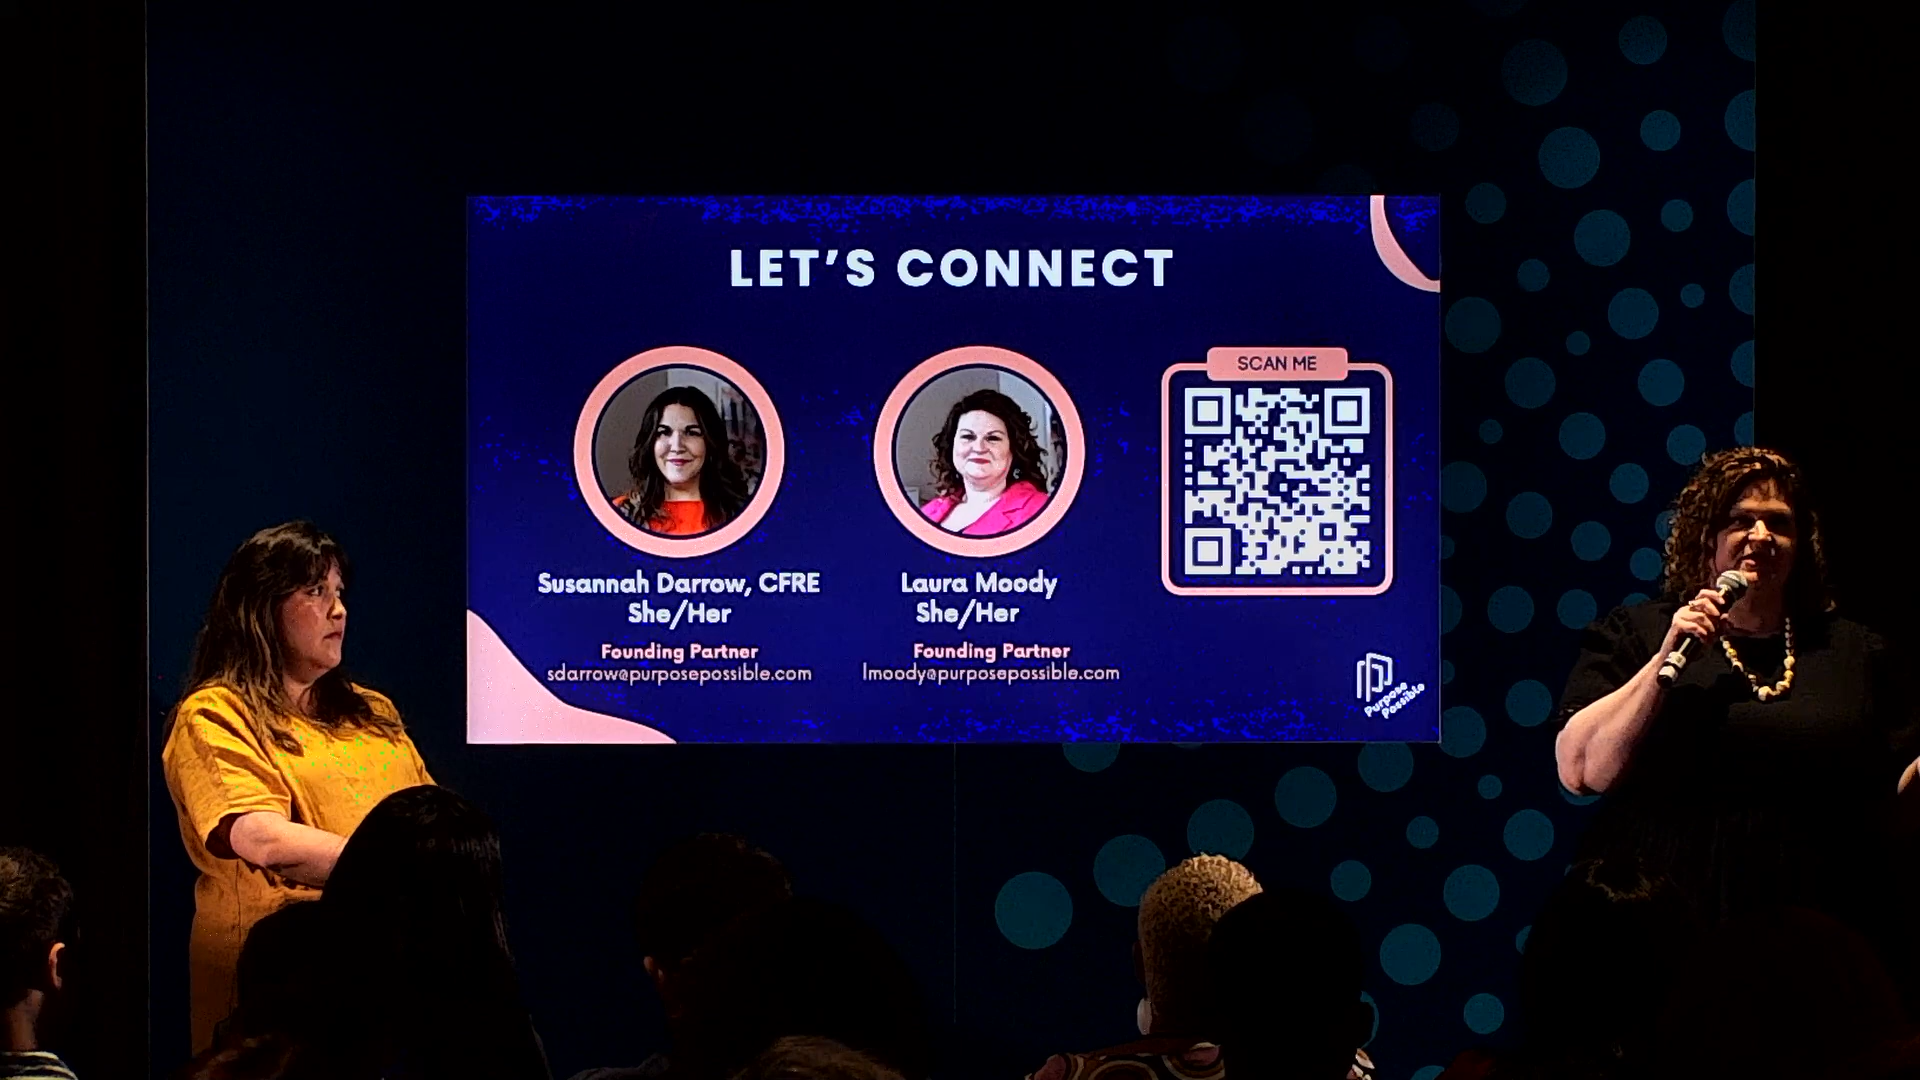 LET'S CONNECT
SCAN ME
Susannah Darrow, CFRE
She/Her
Founding Partner
sdarrow@purposepossible.com
Laura Moody
She/Her
Founding Partner
lmoody@purposepossible.com
Purpose
Possible